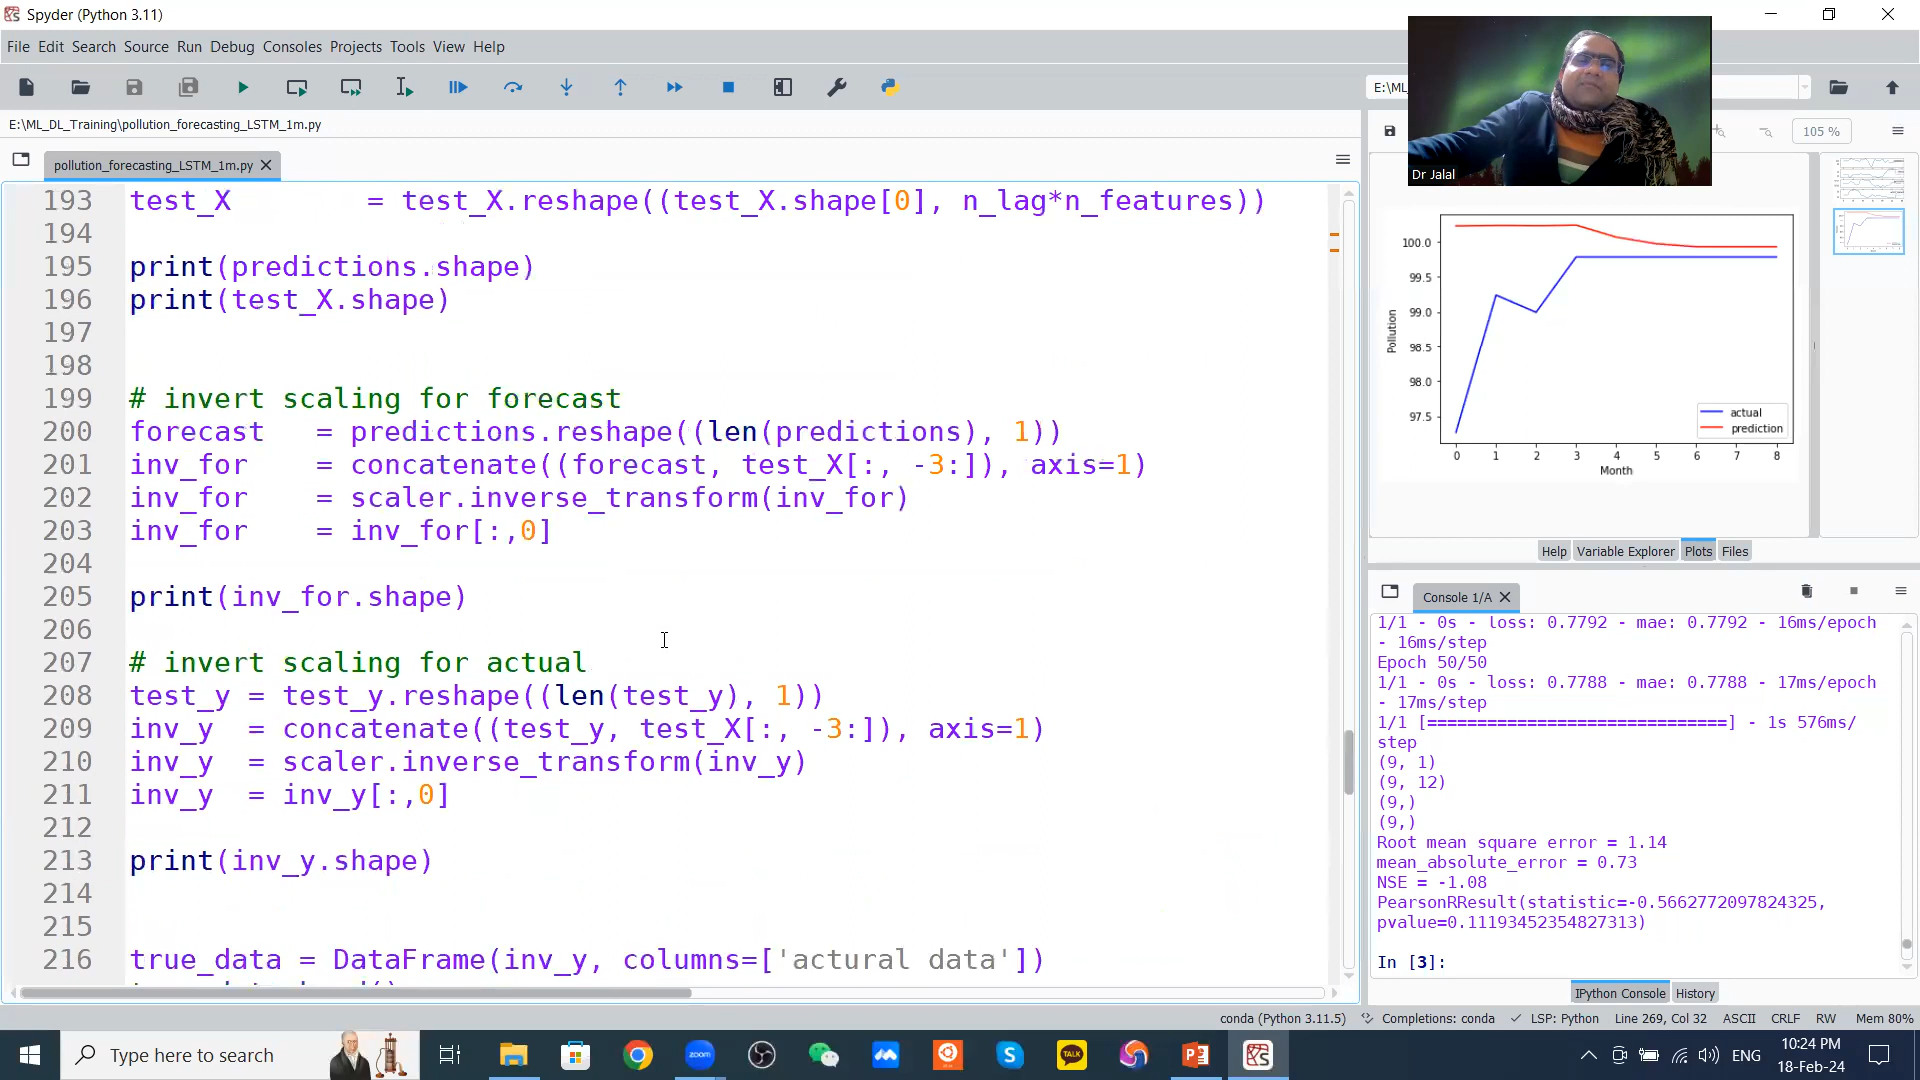 Spyder (Python 3.11)
File Edit Search Source Run Debug Consoles Projects Tools View Help
E:\ML_
E:\ML_DL_Training\pollution_forecasting_LSTM_1m.py
pollution_forecasting_LSTM_1m.py
193 test_X = test_X.reshape((test_X.shape[0], n_lag*n_features))
194
195 print(predictions.shape)
196 print(test_X.shape)
197
198
199 # invert scaling for forecast
200 forecast = predictions.reshape((len(predictions), 1))
201 inv_for = concatenate((forecast, test_X[:, -3:]), axis=1)
202 inv_for = scaler.inverse_transform(inv_for)
203 inv_for = inv_for[:,0]
204
205 print(inv_for.shape)
206
207 # invert scaling for actual
208 test_y = test_y.reshape((len(test_y), 1))
209 inv_y = concatenate((test_y, test_X[:, -3:]), axis=1)
210 inv_y = scaler.inverse_transform(inv_y)
211 inv_y = inv_y[:,0]
212
213 print(inv_y.shape)
214
215
216 true_data = DataFrame(inv_y, columns=['actural data'])
Dr Jalal
105 %
100.0
99.5
99.0
98.5
98.0
97.5
Pollution
actual
prediction
0 1 2 3 4 5 6 7 8
Month
Help Variable Explorer Plots Files
Console 1/A
1/1 - 0s - loss: 0.7792 - mae: 0.7792 - 16ms/epoch
- 16ms/step
Epoch 50/50
1/1 - 0s - loss: 0.7788 - mae: 0.7788 - 17ms/epoch
- 17ms/step
1/1 [==============================] - 1s 576ms/
step
(9, 1)
(9, 12)
(9,)
(9,)
Root mean square error = 1.14
mean_absolute_error = 0.73
NSE = -1.08
PearsonRResult(statistic=-0.5662772097824325,
pvalue=0.11193452354827313)
In [3]:
IPython Console History
conda (Python 3.11.5) Completions: conda LSP: Python Line 269, Col 32 ASCII CRLF RW Mem 80%
Type here to search
zoom
TALK
ENG
10:24 PM
18-Feb-24